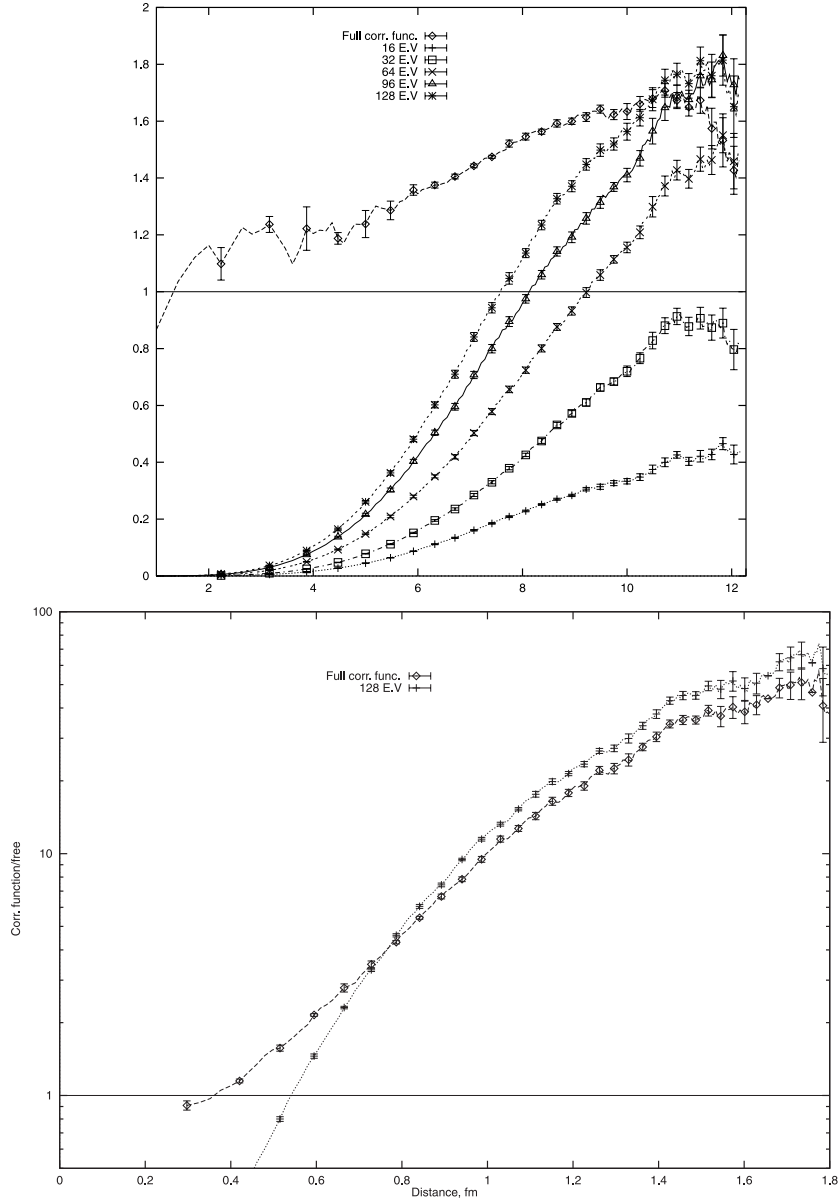 2
1.8
1.6
1.4
1.2
1
0.8
0.6
0.4
0.2
0
Full corr. func.
16 E.V
32 E.V
64 E.V
96 E.V
128 E.V
2 4 6 8 10 12
100
10
1
Corr. function/free
Full corr. func.
128 E.V
0 0.2 0.4 0.6 0.8 1 1.2 1.4 1.6 1.8
Distance, fm